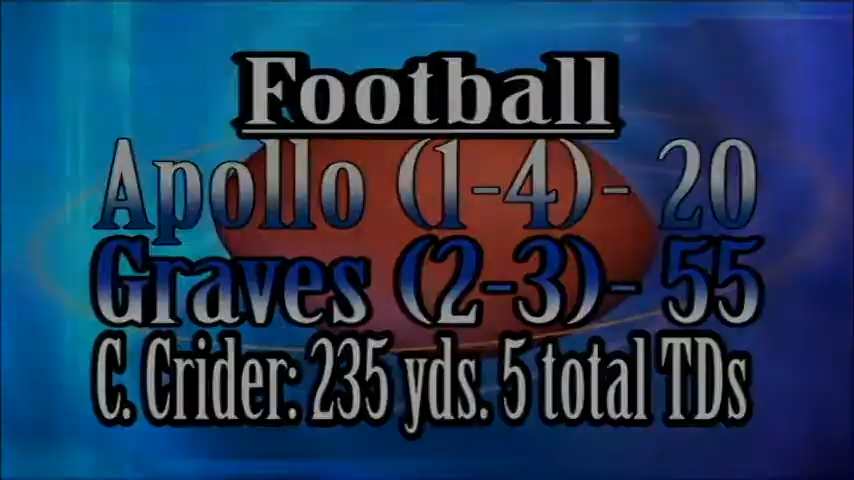 Football
Apollo (1-4)- 20
Graves (2-3)- 55
C. Crider: 235 yds. 5 total TDs